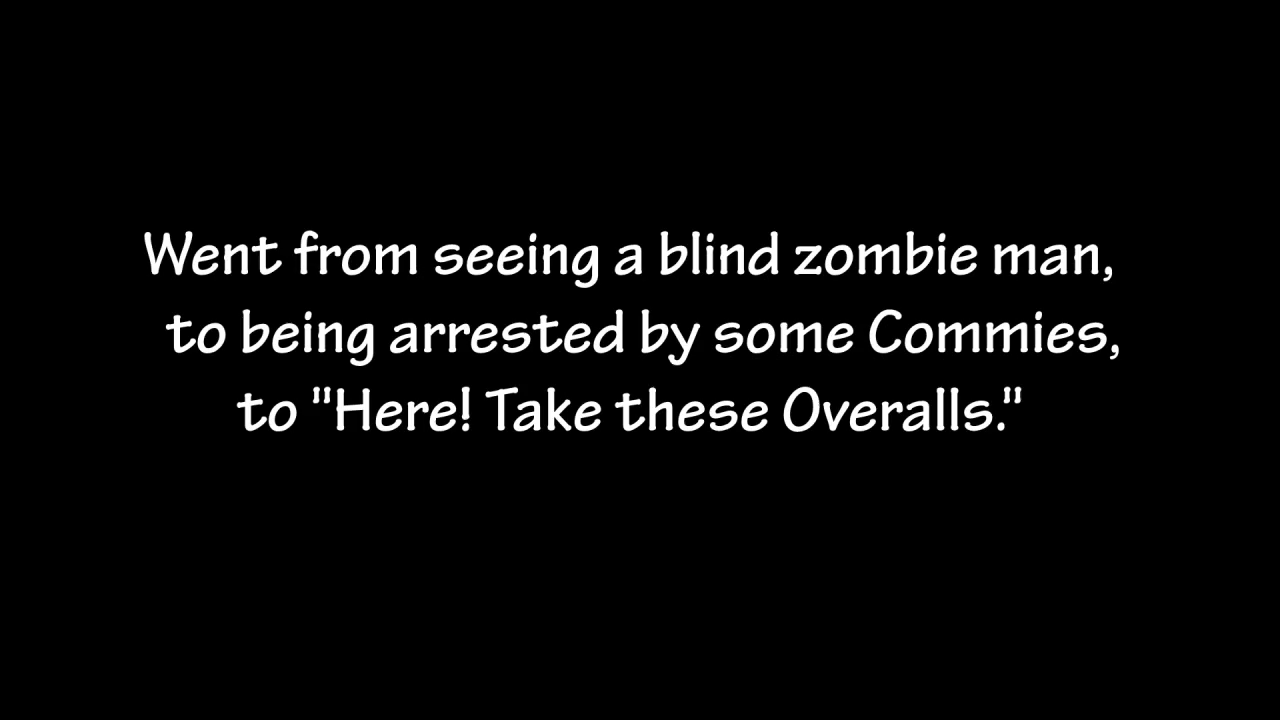 Went from seeing a blind zombie man,
to being arrested by some Commies,
to "Here! Take these Overalls."